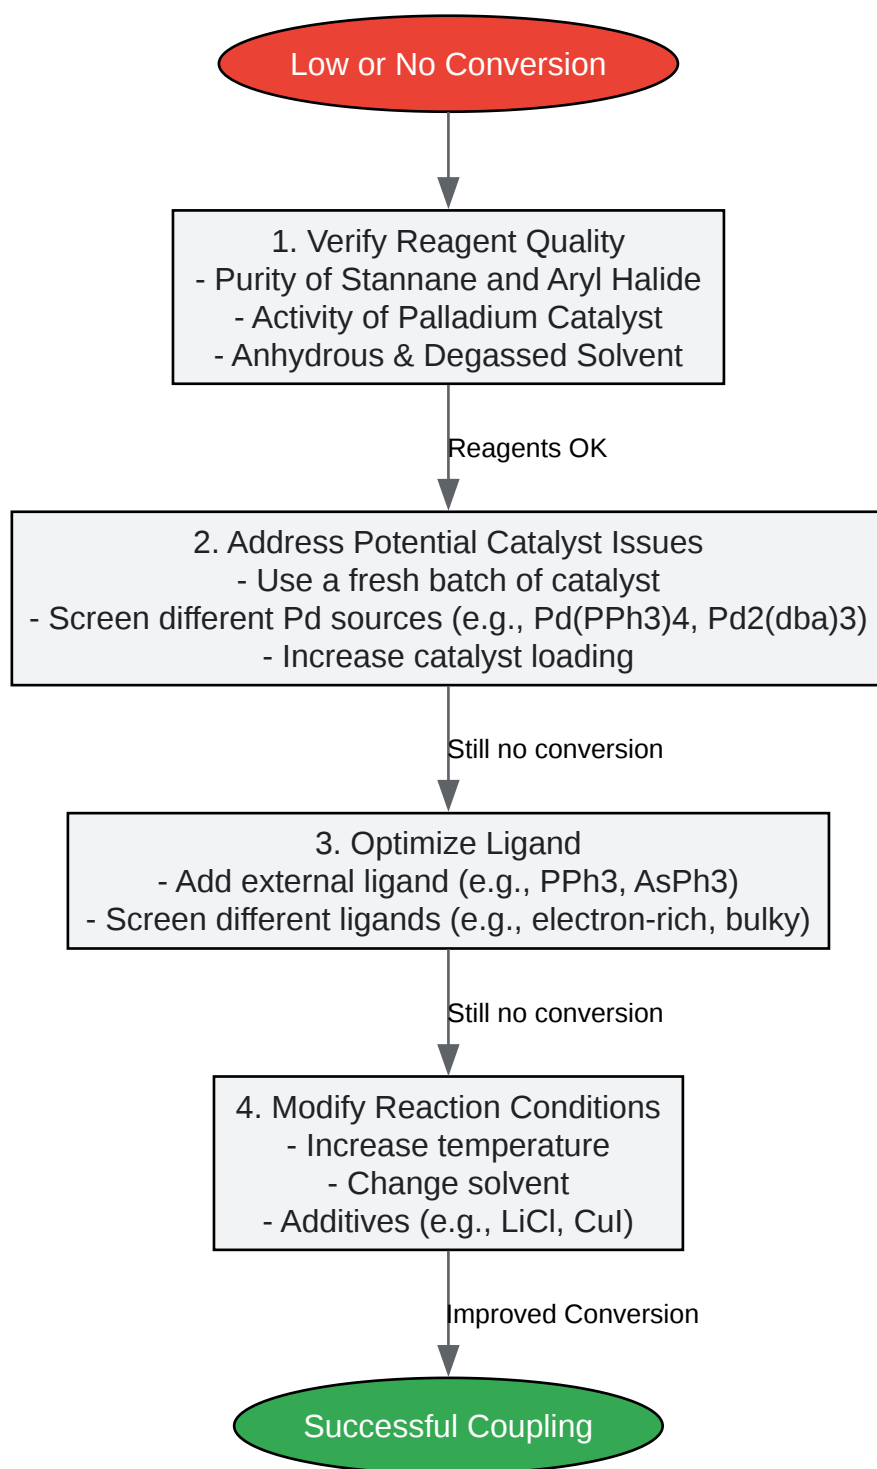 Low or No Conversion
1. Verify Reagent Quality
- Purity of Stannane and Aryl Halide
- Activity of Palladium Catalyst
- Anhydrous & Degassed Solvent
Reagents OK
2. Address Potential Catalyst Issues
- Use a fresh batch of catalyst
- Screen different Pd sources (e.g., Pd(PPh3)4, Pd2(dba)3)
- Increase catalyst loading
Still no conversion
3. Optimize Ligand
- Add external ligand (e.g., PPh3, AsPh3)
- Screen different ligands (e.g., electron-rich, bulky)
Still no conversion
4. Modify Reaction Conditions
- Increase temperature
- Change solvent
- Additives (e.g., LiCl, CuI)
Improved Conversion
Successful Coupling